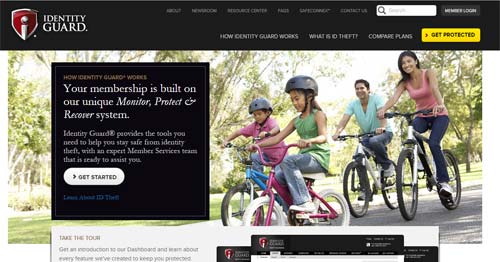 IDENTITY
GUARD.
ABOUT NEWSROOM RESOURCE CENTER FAQS SAFECONNEX™ CONTACT US Search MEMBER LOGIN
HOW IDENTITY GUARD WORKS WHAT IS ID THEFT? COMPARE PLANS > GET PROTECTED
HOW IDENTITY GUARD® WORKS
Your membership is built on
our unique Monitor, Protect &
Recover system.
Identity Guard® provides the tools you
need to help you stay safe from identity
theft, with an expert Member Services team
that is ready to assist you.
> GET STARTED
Learn About ID Theft
TAKE THE TOUR
Get an introduction to our Dashboard and learn about
every feature we've created to keep you protected.
IDENTITY
GUARD.